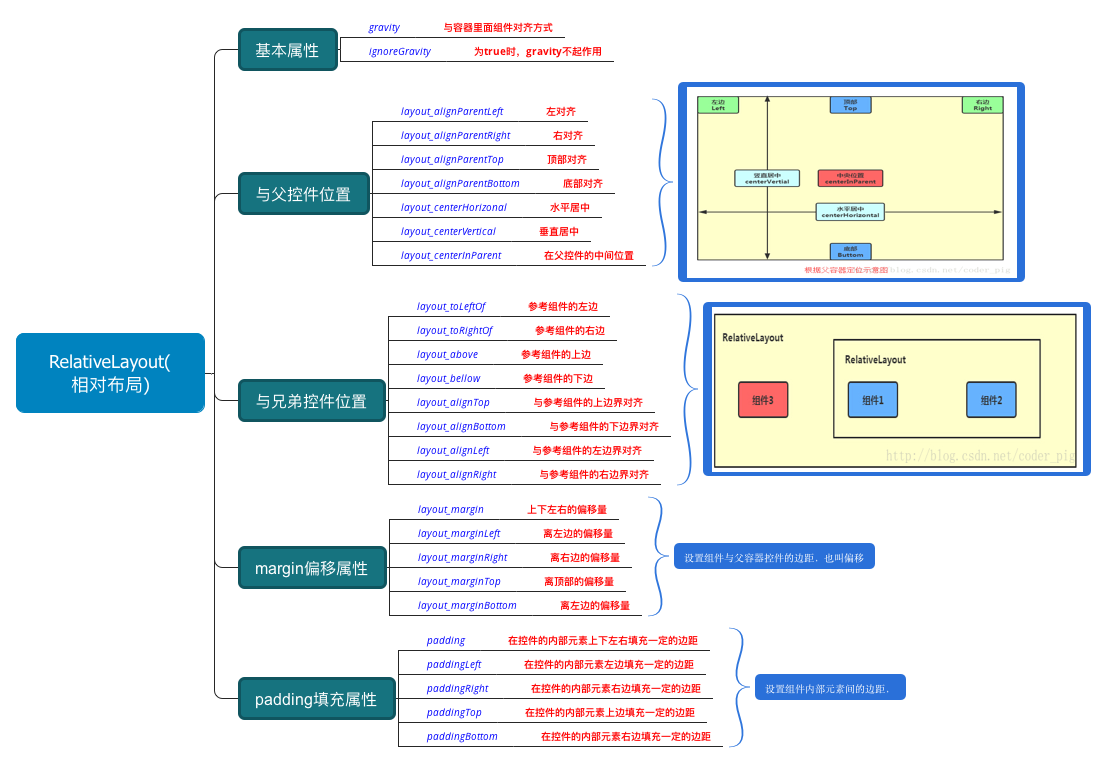 RelativeLayout(
相对布局)
基本属性
gravity 与容器里面组件对齐方式
ignoreGravity 为true时，gravity不起作用
与父控件位置
layout_alignParentLeft 左对齐
layout_alignParentRight 右对齐
layout_alignParentTop 顶部对齐
layout_alignParentBottom 底部对齐
layout_centerHorizonal 水平居中
layout_centerVertical 垂直居中
layout_centerInParent 在父控件的中间位置
左边
Left
顶部
Top
右边
Right
竖直居中
centerVertial
中央位置
centerInParent
水平居中
centerHorizontal
底部
Buttom
根据父容器定位示意图
blog.csdn.net/coder_pig
与兄弟控件位置
layout_toLeftOf 参考组件的左边
layout_toRightOf 参考组件的右边
layout_above 参考组件的上边
layout_bellow 参考组件的下边
layout_alignTop 与参考组件的上边界对齐
layout_alignBottom 与参考组件的下边界对齐
layout_alignLeft 与参考组件的左边界对齐
layout_alignRight 与参考组件的右边界对齐
RelativeLayout
RelativeLayout
组件3
组件1
组件2
http://blog.csdn.net/coder_pig
margin偏移属性
layout_margin 上下左右的偏移量
layout_marginLeft 离左边的偏移量
layout_marginRight 离右边的偏移量
layout_marginTop 离顶部的偏移量
layout_marginBottom 离左边的偏移量
设置组件与父容器控件的边距．也叫偏移
padding填充属性
padding 在控件的内部元素上下左右填充一定的边距
paddingLeft 在控件的内部元素左边填充一定的边距
paddingRight 在控件的内部元素右边填充一定的边距
paddingTop 在控件的内部元素上边填充一定的边距
paddingBottom 在控件的内部元素右边填充一定的边距
设置组件内部元素间的边距．